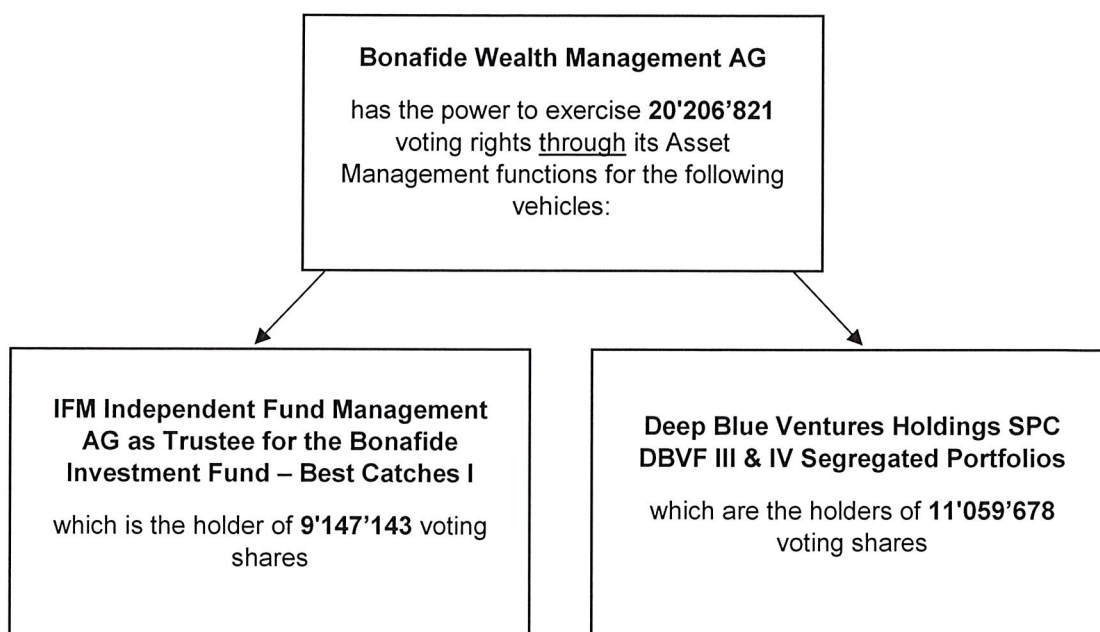 Bonafide Wealth Management AG
has the power to exercise 20'206’821
voting rights through its Asset
Management functions for the following
vehicles:
IFM Independent Fund Management
AG as Trustee for the Bonafide
Investment Fund – Best Catches I
which is the holder of 9'147’143 voting
shares
Deep Blue Ventures Holdings SPC
DBVF III & IV Segregated Portfolios
which are the holders of 11'059’678
voting shares